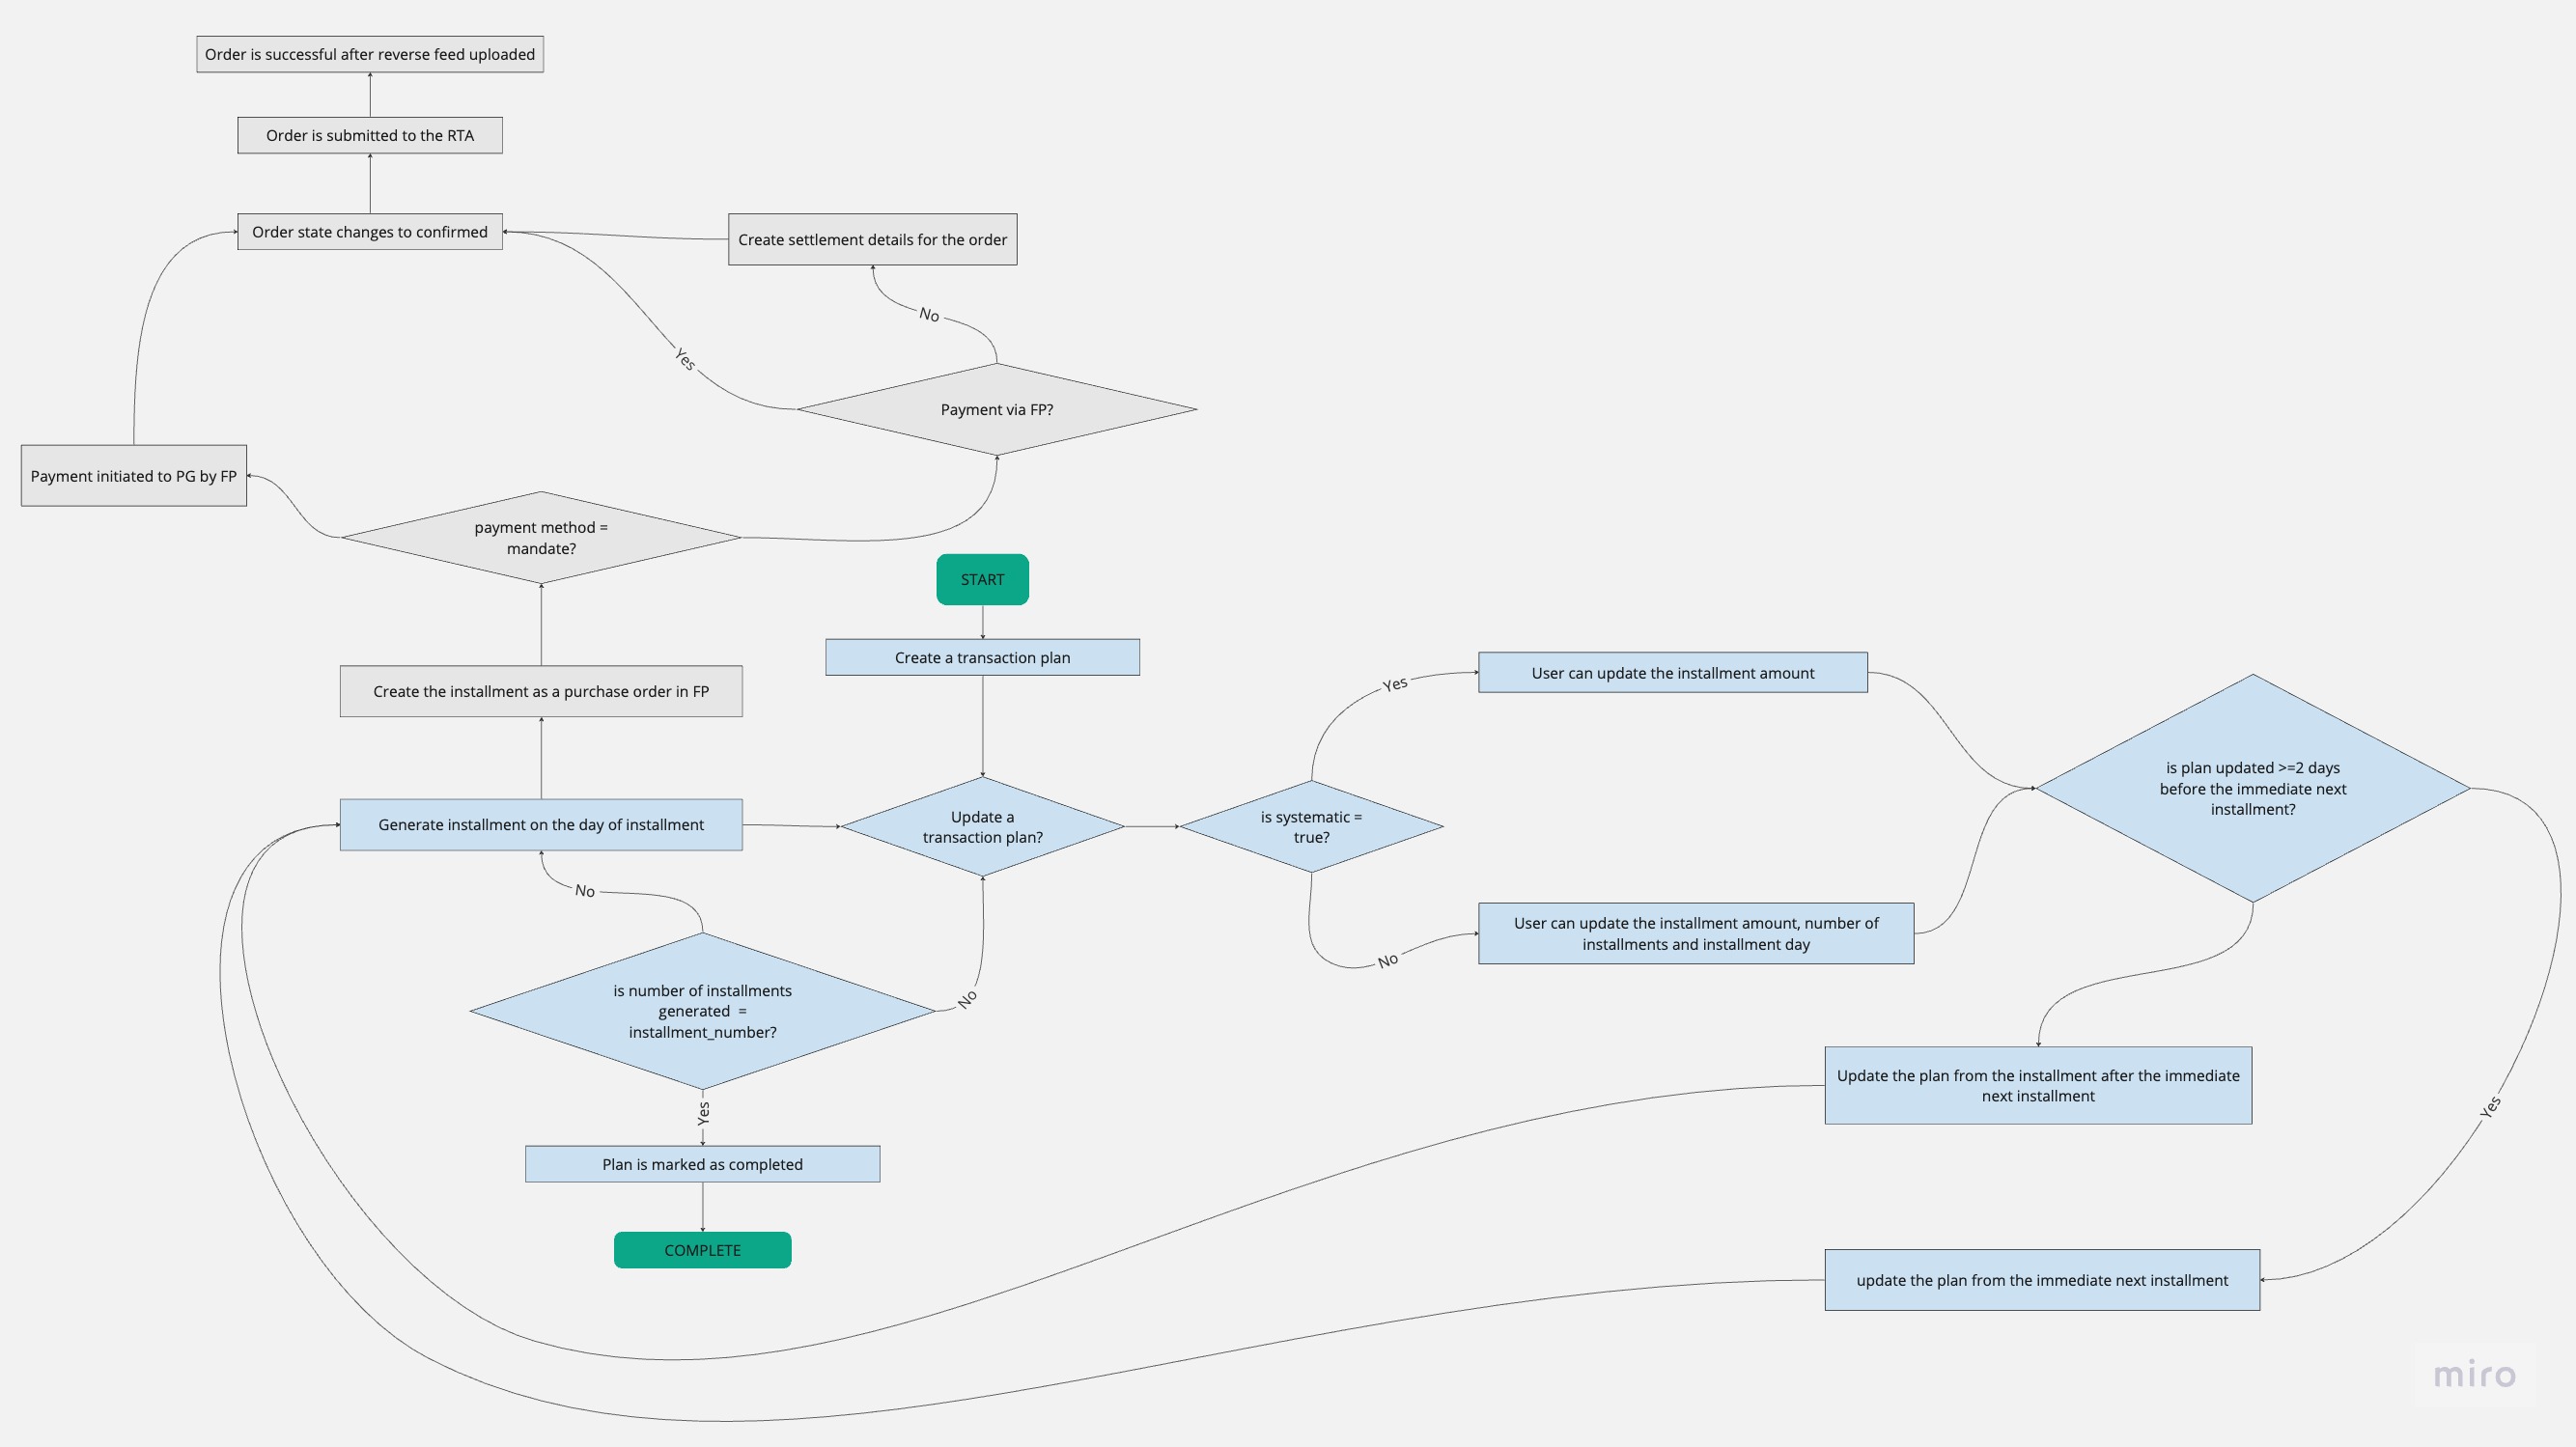 Order is successful after reverse feed uploaded
Order is submitted to the RTA
Order state changes to confirmed
Create settlement details for the order
No
Yes
Payment via FP?
Payment initiated to PG by FP
payment method =
mandate?
START
Create a transaction plan
Create the installment as a purchase order in FP
Yes
User can update the installment amount
is plan updated >=2 days
before the immediate next
installment?
Generate installment on the day of installment
Update a
transaction plan?
is systematic =
true?
No
User can update the installment amount, number of
installments and installment day
No
is number of installments
generated =
installment_number?
No
Yes
Update the plan from the installment after the immediate
next installment
Yes
Plan is marked as completed
COMPLETE
update the plan from the immediate next installment
miro